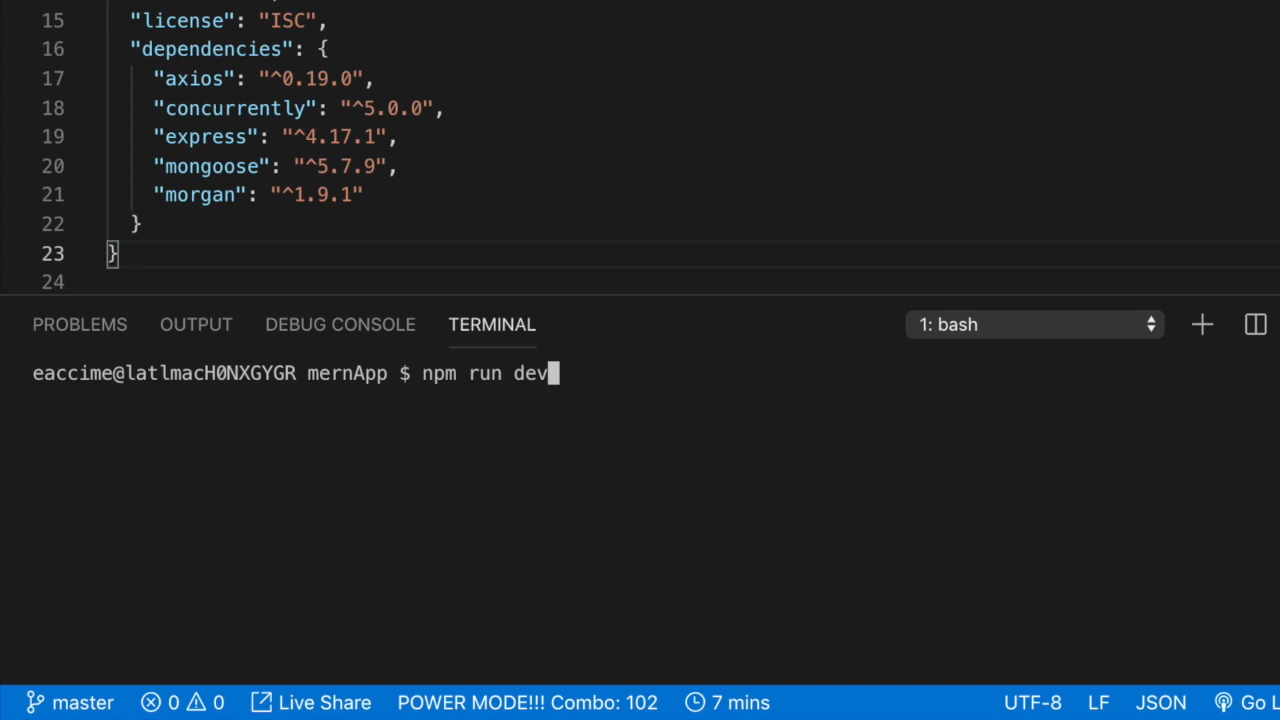 15 "license": "ISC",
16 "dependencies": {
17 "axios": "^0.19.0",
18 "concurrently": "^5.0.0",
19 "express": "^4.17.1",
20 "mongoose": "^5.7.9",
21 "morgan": "^1.9.1"
22 }
23 }
24
PROBLEMS OUTPUT DEBUG CONSOLE TERMINAL 1: bash
eaccime@latlmacH0NXGYGR mernApp $ npm run dev
master 0 0 Live Share POWER MODE!!! Combo: 102 7 mins UTF-8 LF JSON Go L